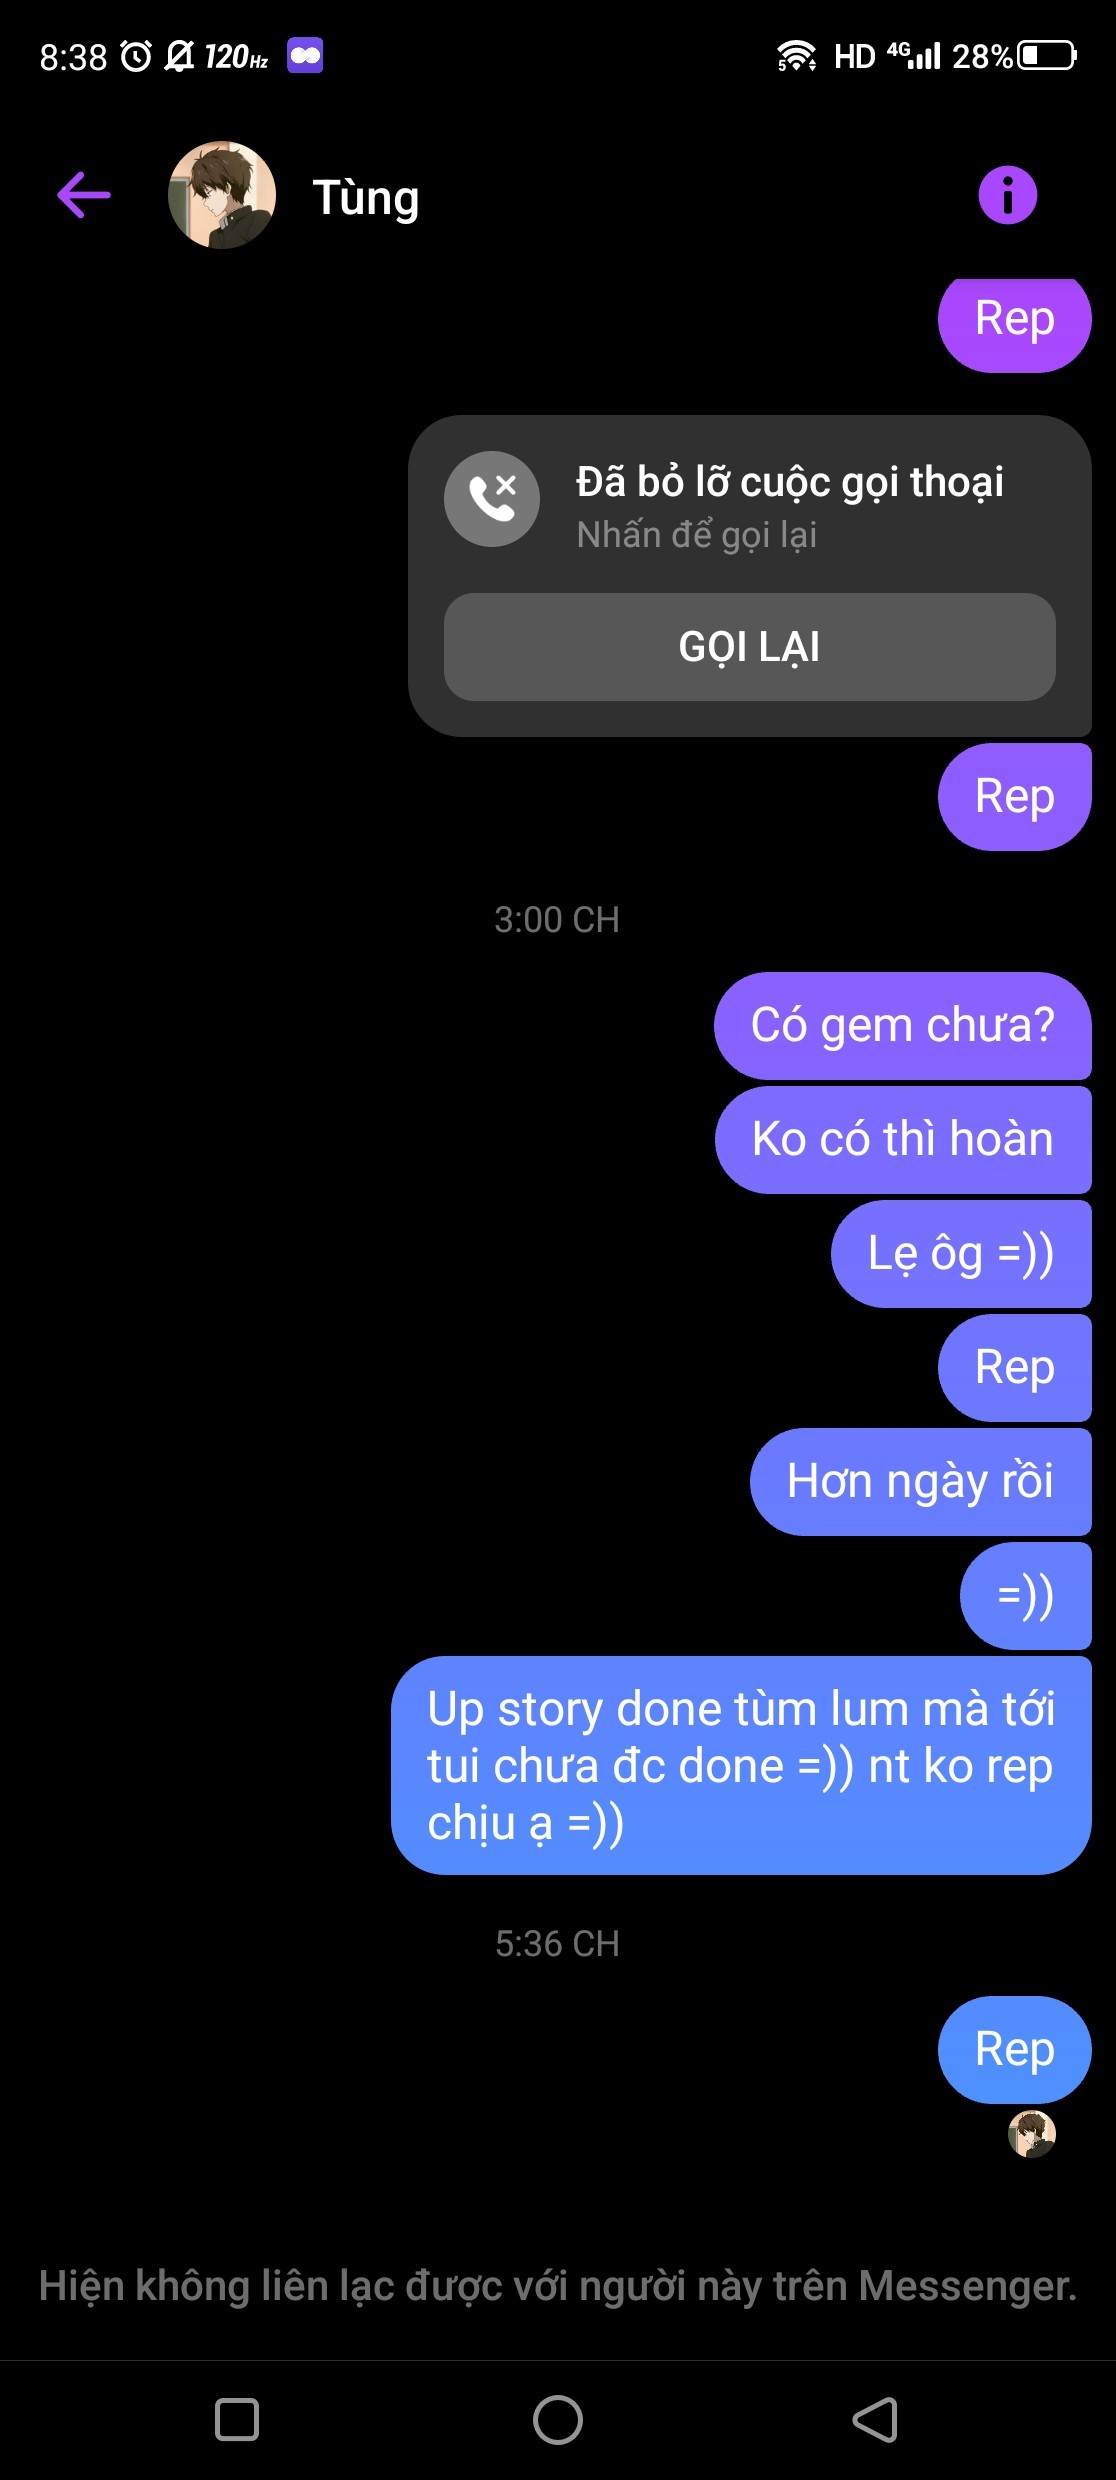 8:38 120Hz 5 HD 4G 28%
Tùng
Rep
Đã bỏ lỡ cuộc gọi thoại
Nhấn để gọi lại
GỌI LẠI
Rep
3:00 CH
Có gem chưa?
Ko có thì hoàn
Lẹ ôg =))
Rep
Hơn ngày rồi
=))
Up story done tùm lum mà tới
tui chưa đc done =)) nt ko rep
chịu ạ =))
5:36 CH
Rep
Hiện không liên lạc được với người này trên Messenger.